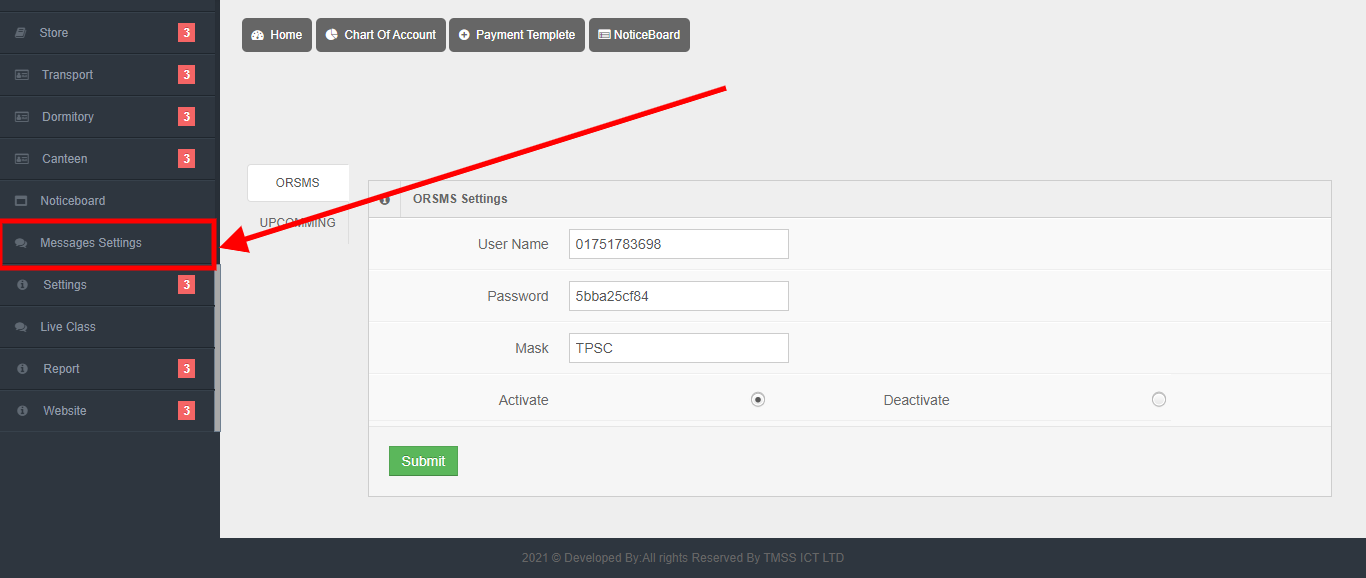 Store 3
Transport 3
Dormitory 3
Canteen 3
Noticeboard
Messages Settings
Settings 3
Live Class
Report 3
Website 3
Home Chart Of Account Payment Templete NoticeBoard
ORSMS
UPCOMMING
ORSMS Settings
User Name 01751783698
Password 5bba25cf84
Mask TPSC
Activate Deactivate
Submit
2021 © Developed By:All rights Reserved By TMSS ICT LTD